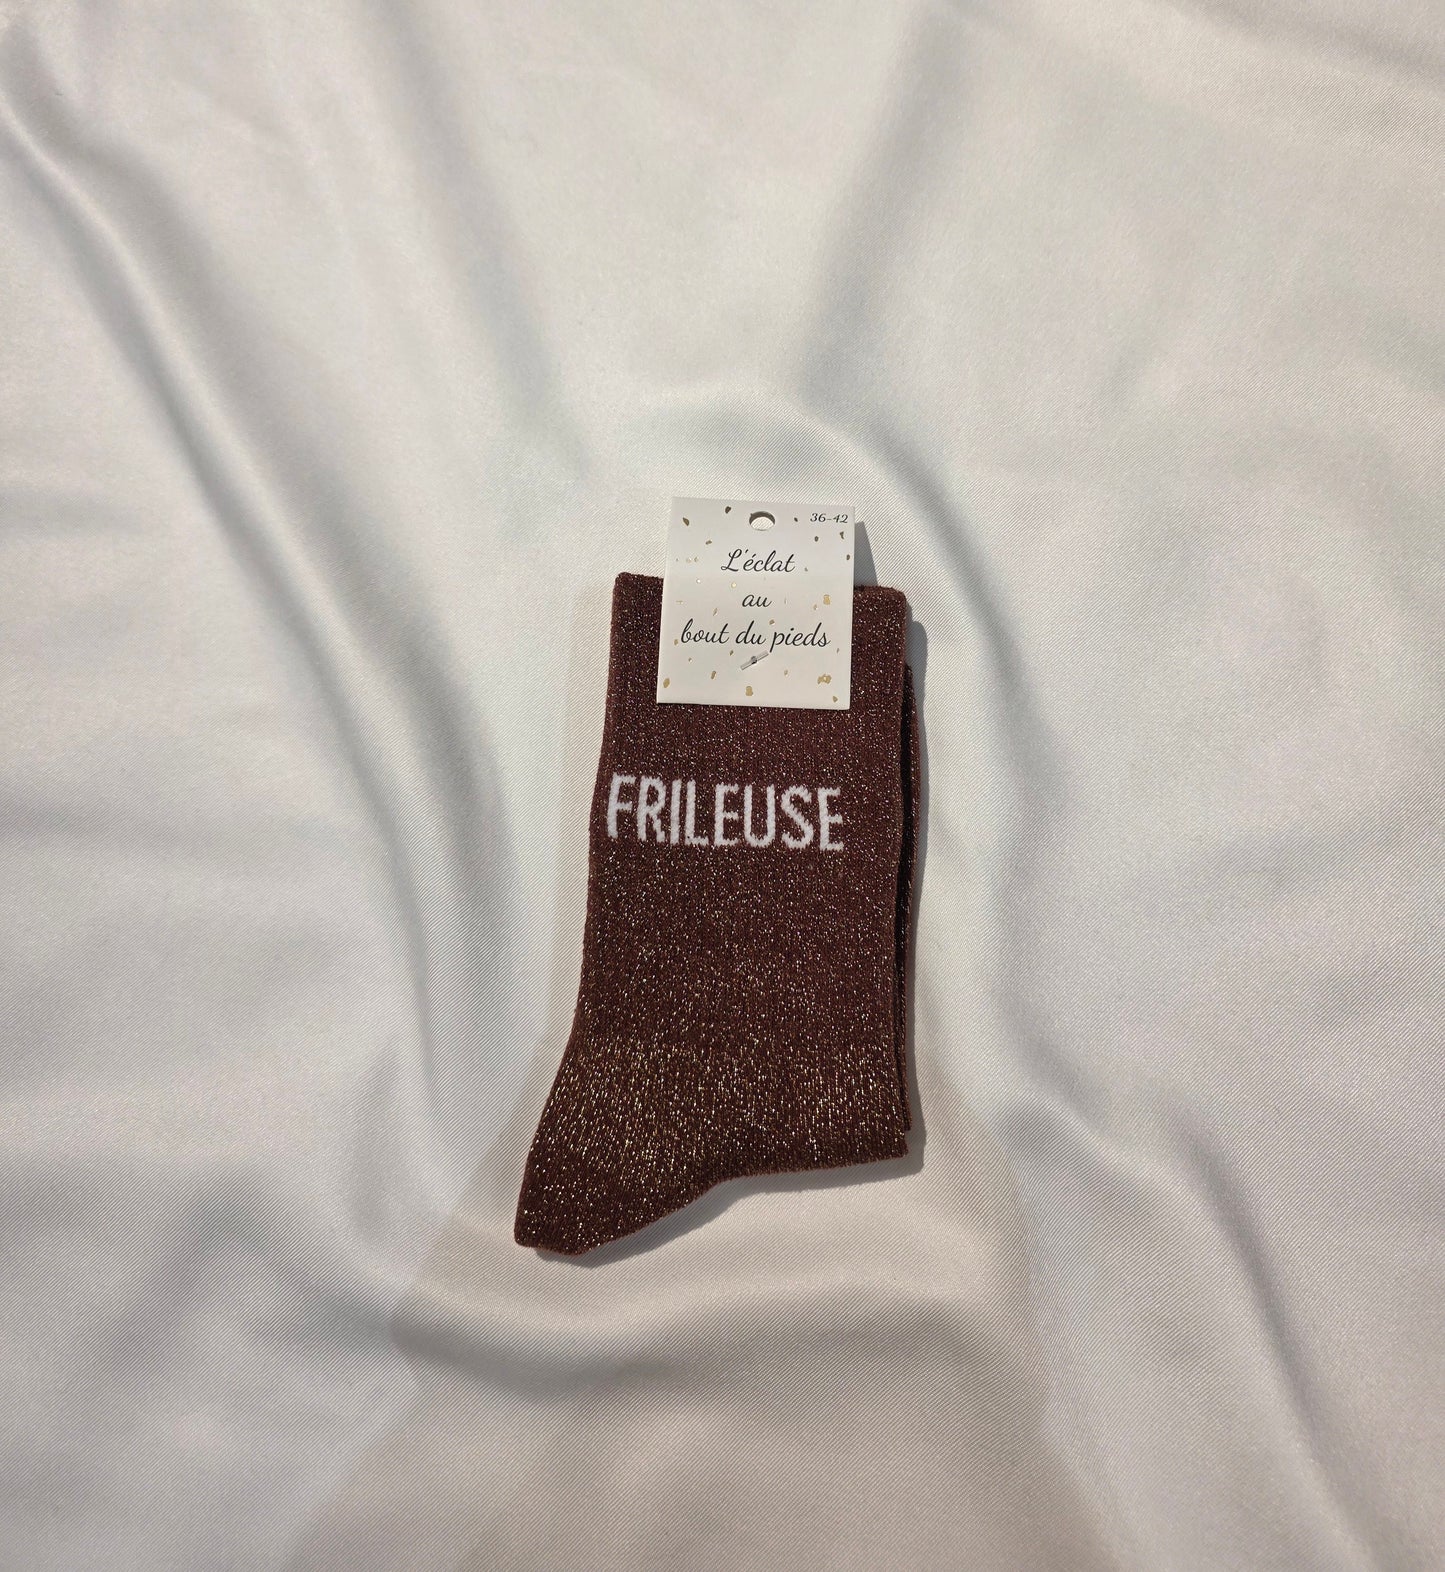 36-42
L'éclat
au
bout du pieds
FRILEUSE